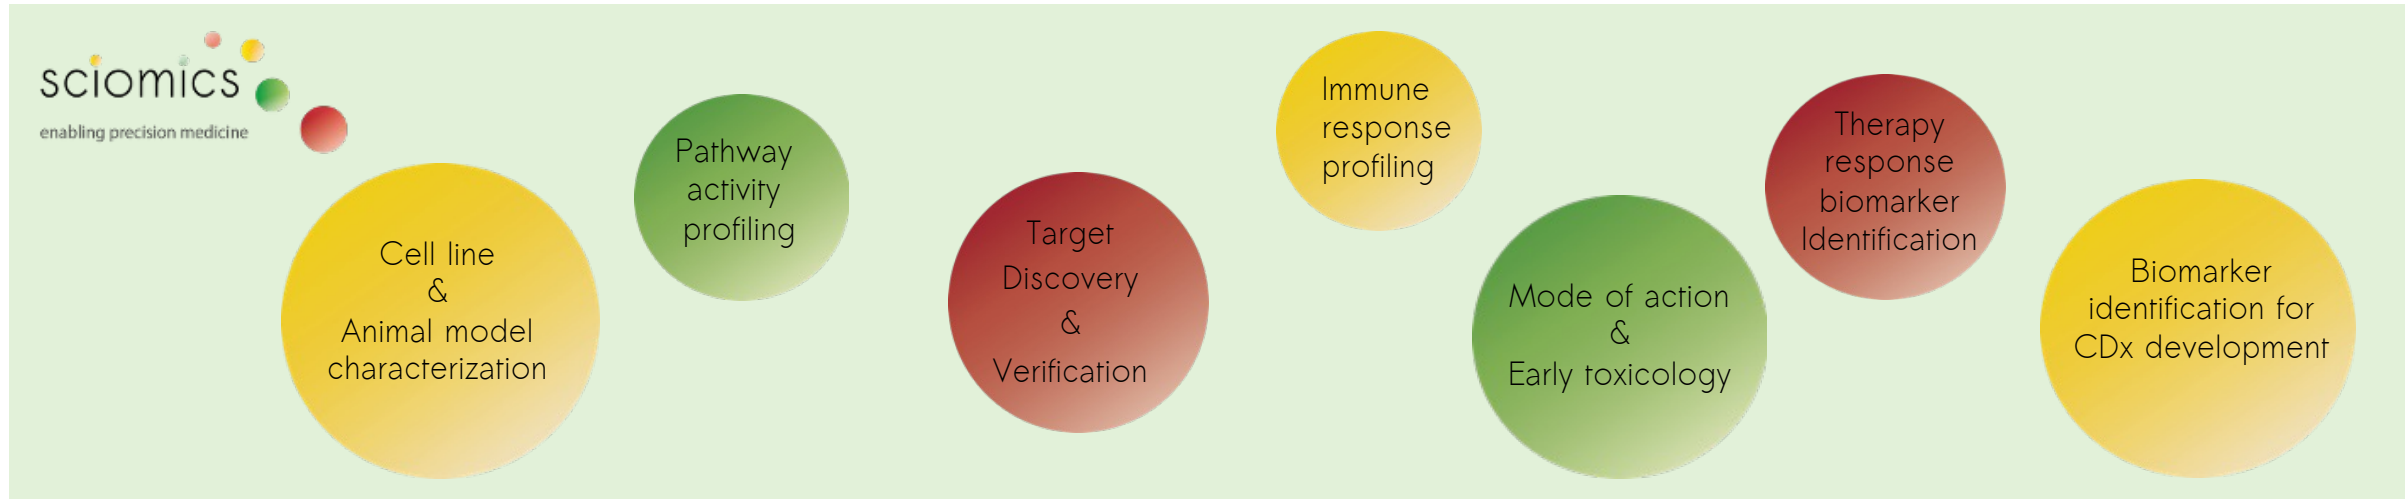 sciomics
enabling precision medicine
Cell line
&
Animal model
characterization
Pathway
activity
profiling
Target
Discovery
&
Verification
Immune
response
profiling
Mode of action
&
Early toxicology
Therapy
response
biomarker
Identification
Biomarker
identification for
CDx development